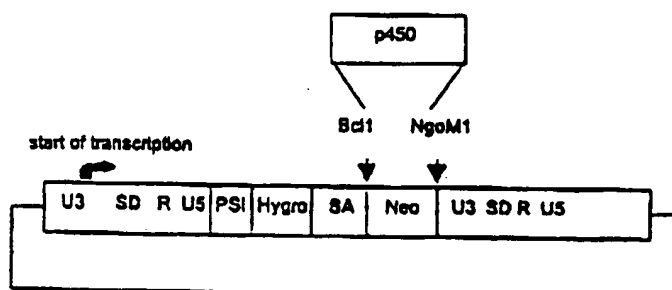 p450
Bcl1 NgoM1
start of transcription
U3 SD R U5 PSI Hygro SA Neo U3 SD R U5